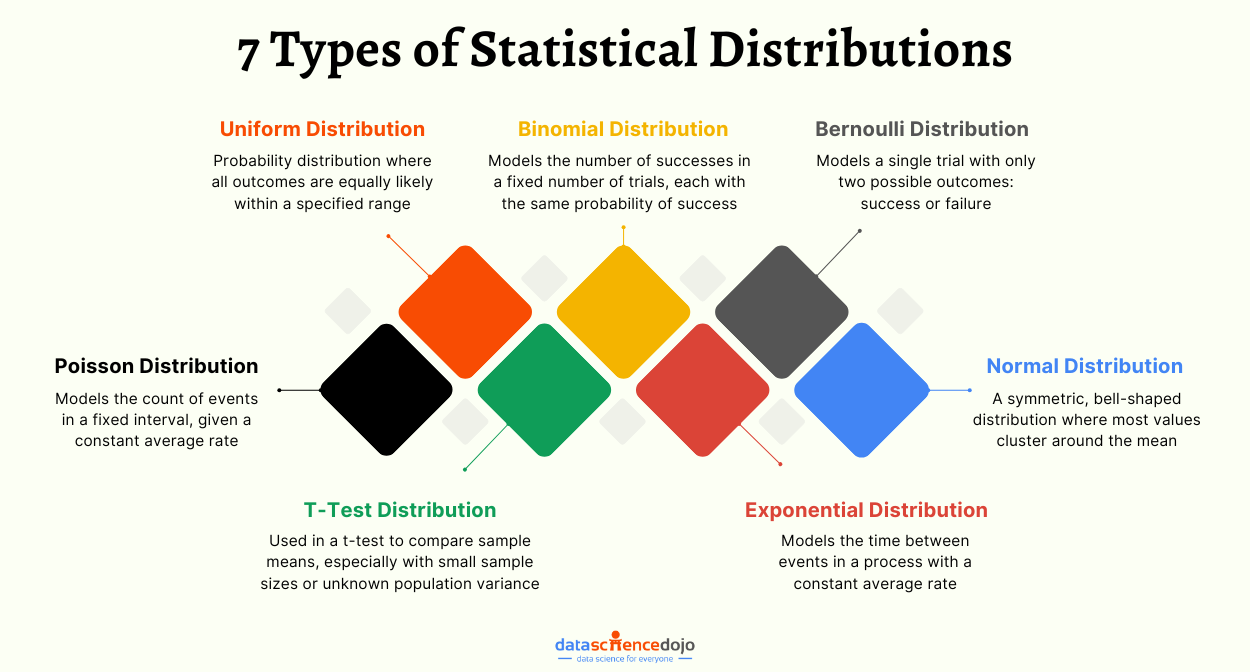 7 Types of Statistical Distributions
Uniform Distribution
Probability distribution where
all outcomes are equally likely
within a specified range
Binomial Distribution
Models the number of successes in
a fixed number of trials, each with
the same probability of success
Bernoulli Distribution
Models a single trial with only
two possible outcomes:
success or failure
Poisson Distribution
Models the count of events
in a fixed interval, given a
constant average rate
Normal Distribution
A symmetric, bell-shaped
distribution where most values
cluster around the mean
T-Test Distribution
Used in a t-test to compare sample
means, especially with small sample
sizes or unknown population variance
Exponential Distribution
Models the time between
events in a process with a
constant average rate
datasciencedojo
data science for everyone